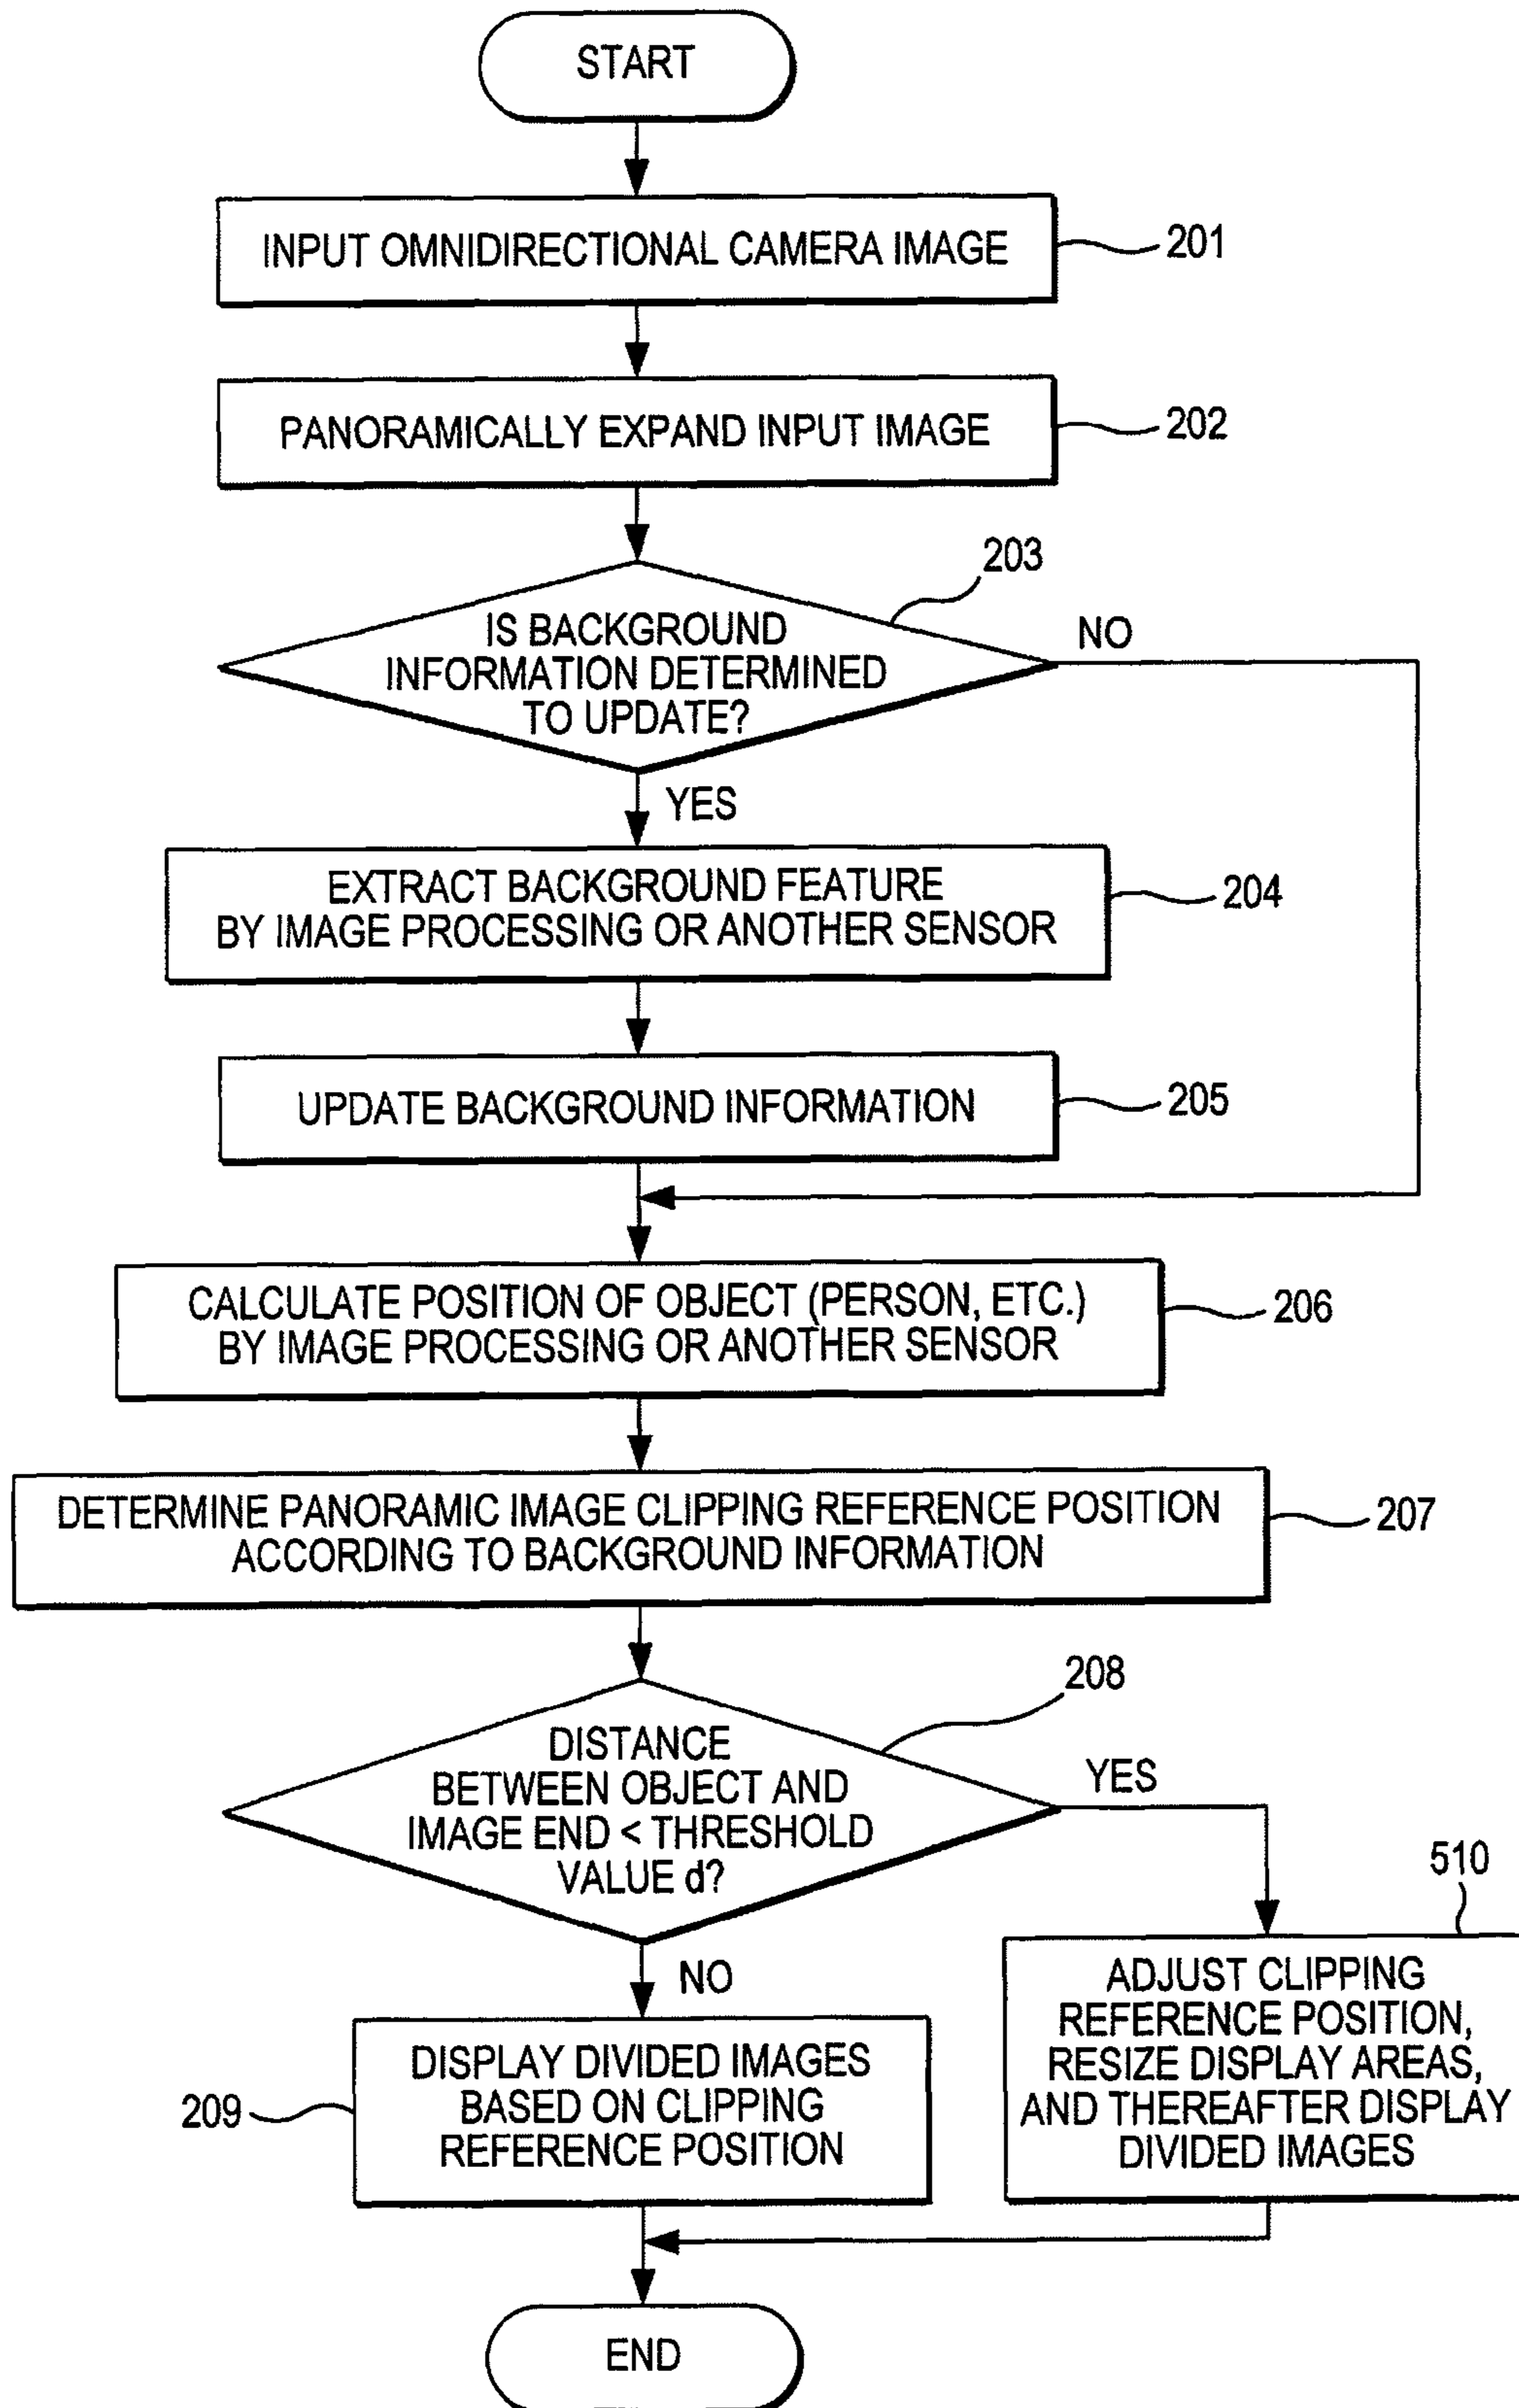 START
INPUT OMNIDIRECTIONAL CAMERA IMAGE
201
PANORAMICALLY EXPAND INPUT IMAGE
202
203
IS BACKGROUND
INFORMATION DETERMINED
TO UPDATE?
NO
YES
EXTRACT BACKGROUND FEATURE
BY IMAGE PROCESSING OR ANOTHER SENSOR
204
UPDATE BACKGROUND INFORMATION
205
CALCULATE POSITION OF OBJECT (PERSON, ETC.)
BY IMAGE PROCESSING OR ANOTHER SENSOR
206
DETERMINE PANORAMIC IMAGE CLIPPING REFERENCE POSITION
ACCORDING TO BACKGROUND INFORMATION
207
208
DISTANCE
BETWEEN OBJECT AND
IMAGE END < THRESHOLD
VALUE d?
YES
NO
510
ADJUST CLIPPING
REFERENCE POSITION,
RESIZE DISPLAY AREAS,
AND THEREAFTER DISPLAY
DIVIDED IMAGES
DISPLAY DIVIDED IMAGES
BASED ON CLIPPING
REFERENCE POSITION
209
END